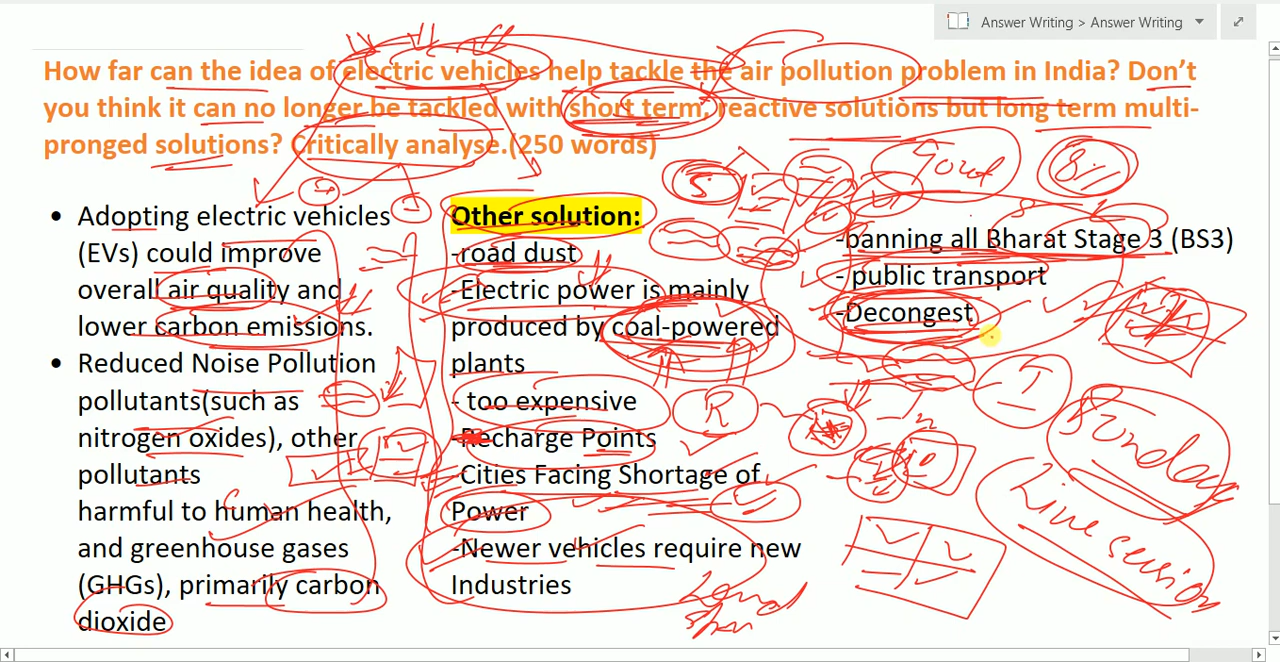 Answer Writing > Answer Writing
How far can the idea of electric vehicles help tackle the air pollution problem in India? Don't
you think it can no longer be tackled with short term, reactive solutions but long term multi-
pronged solutions? Critically analyse.(250 words)
• Adopting electric vehicles
(EVs) could improve
overall air quality and
lower carbon emissions.
• Reduced Noise Pollution
pollutants(such as
nitrogen oxides), other
pollutants
harmful to human health,
and greenhouse gases
(GHGs), primarily carbon
dioxide
Other solution:
-road dust
-Electric power is mainly
produced by coal-powered
plants
- too expensive
-Recharge Points
-Cities Facing Shortage of
Power
-Newer vehicles require new
Industries
-banning all Bharat Stage 3 (BS3)
- public transport
-Decongest
5
Good
8
R
T
Sunday
Live session